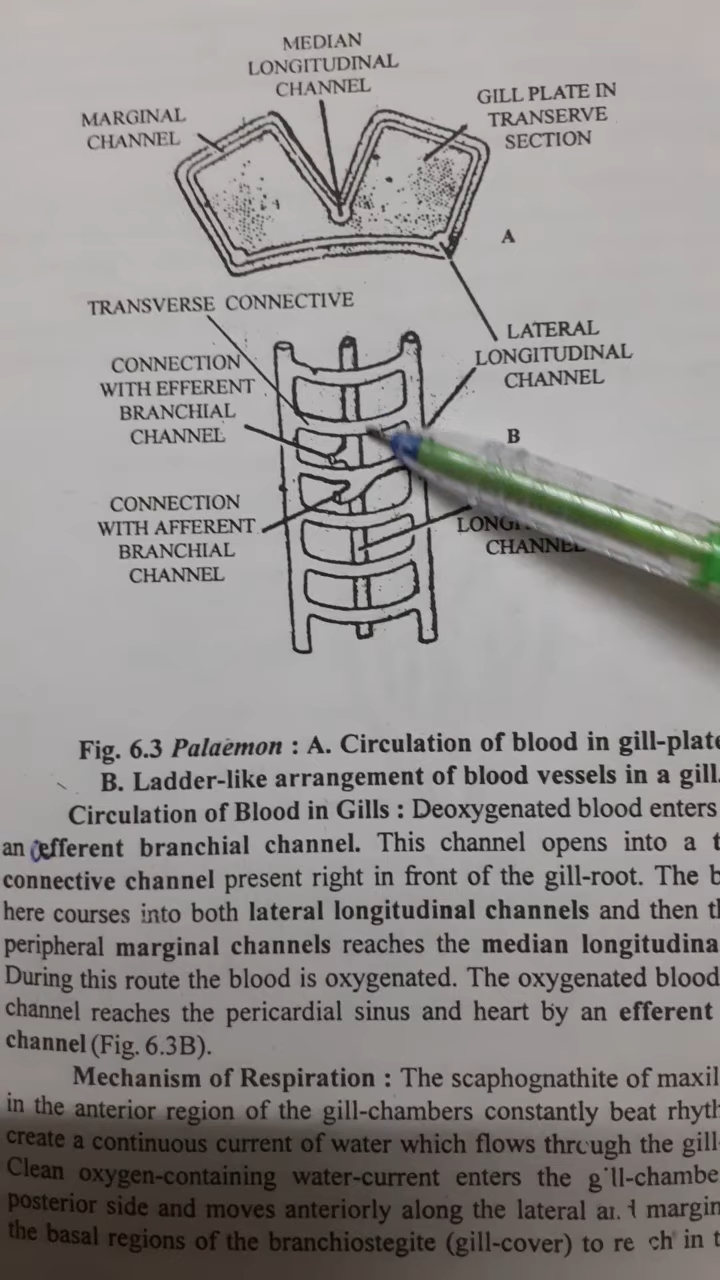 MEDIAN
LONGITUDINAL
CHANNEL
MARGINAL
CHANNEL
GILL PLATE IN
TRANSERVE
SECTION
A
TRANSVERSE CONNECTIVE
LATERAL
LONGITUDINAL
CHANNEL
CONNECTION
WITH EFFERENT
BRANCHIAL
CHANNEL
B
CONNECTION
WITH AFFERENT
BRANCHIAL
CHANNEL
CHANNEL
Fig. 6.3 Palaemon : A. Circulation of blood in gill-plate
B. Ladder-like arrangement of blood vessels in a gill.
Circulation of Blood in Gills : Deoxygenated blood enters
an efferent branchial channel. This channel opens into a
connective channel present right in front of the gill-root. The
here courses into both lateral longitudinal channels and then
peripheral marginal channels reaches the median
During this route the blood is oxygenated. The oxygenated blood
channel reaches the pericardial sinus and heart by an efferent
channel (Fig. 6.3B).
Mechanism of Respiration : The scaphognathite of
in the anterior region of the gill-chambers constantly beat
create a continuous current of water which flows through the
Clean oxygen-containing water-current enters the
posterior side and moves anteriorly along the lateral
the basal regions of the branchiostegite (gill-cover) to in